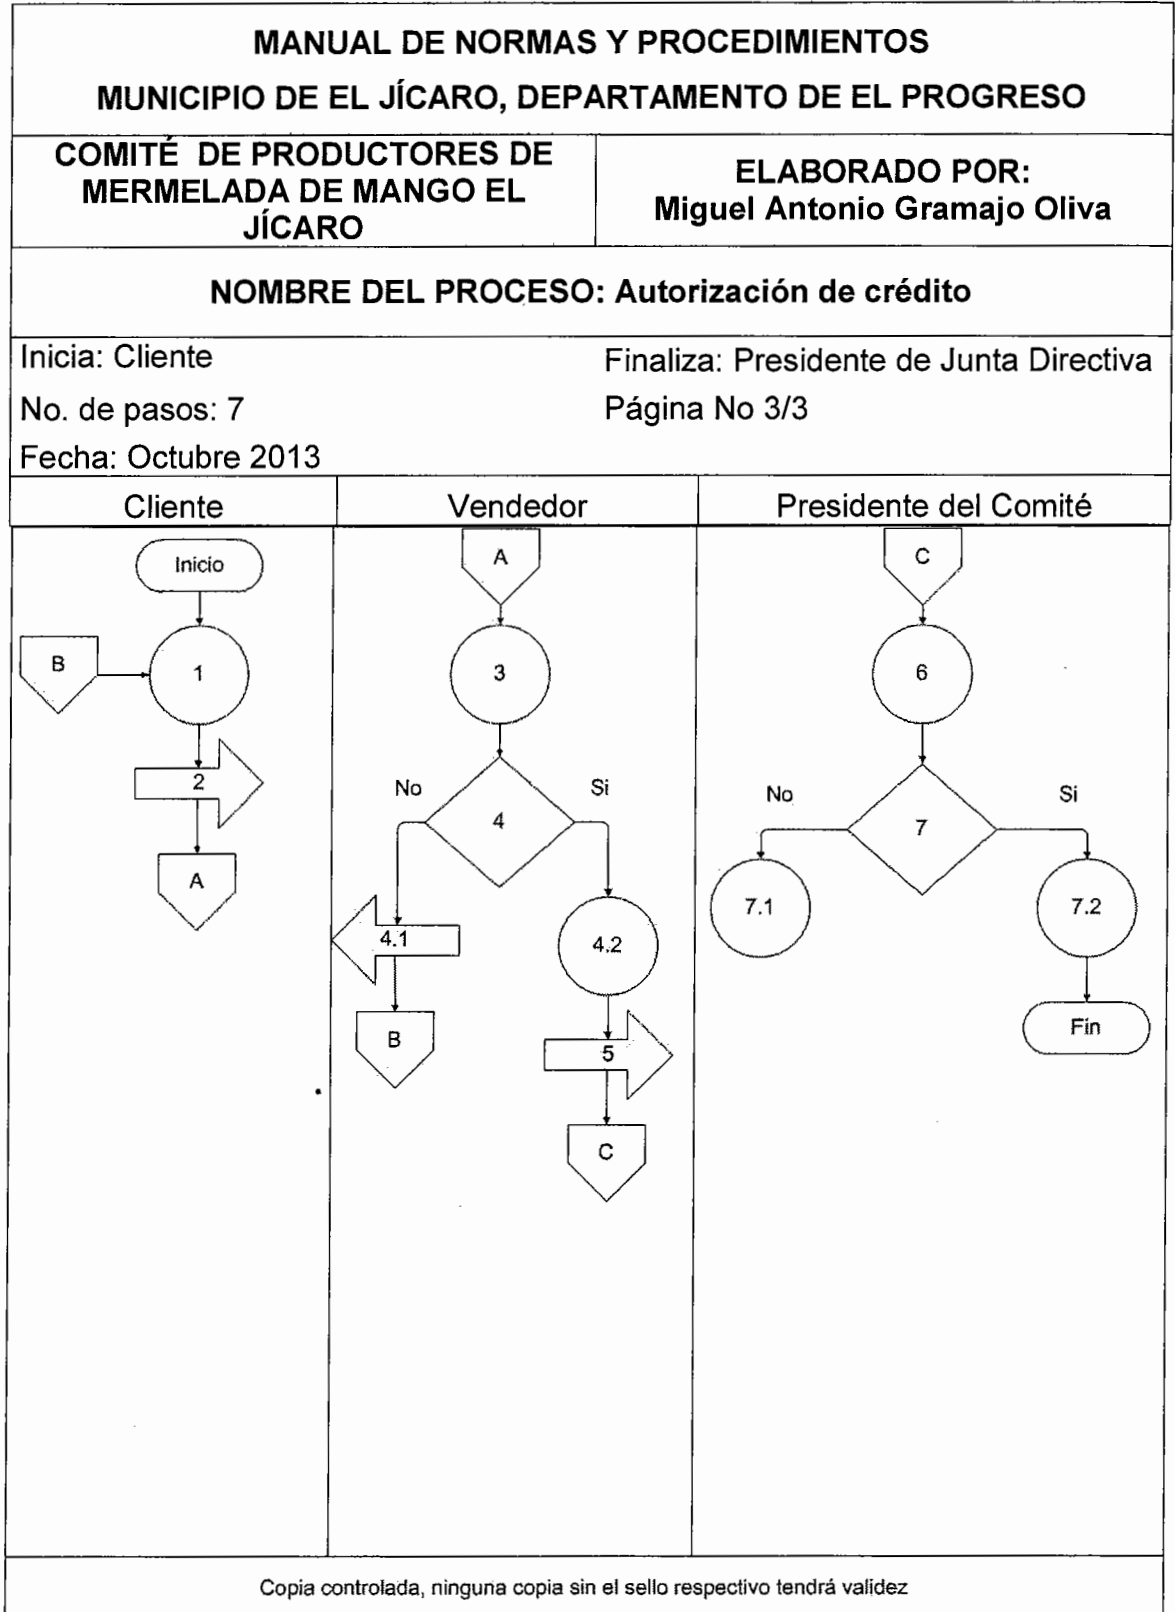 MANUAL DE NORMAS Y PROCEDIMIENTOS
MUNICIPIO DE EL JÍCARO, DEPARTAMENTO DE EL PROGRESO
COMITÉ DE PRODUCTORES DE
MERMELADA DE MANGO EL
JÍCARO
ELABORADO POR:
Miguel Antonio Gramajo Oliva
NOMBRE DEL PROCESO: Autorización de crédito
Inicia: Cliente
Finaliza: Presidente de Junta Directiva
No. de pasos: 7
Página No 3/3
Fecha: Octubre 2013
Cliente
Vendedor
Presidente del Comité
Inicio
B
1
2
A
A
3
No
Si
4
4.1
4.2
B
5
C
C
6
No
Si
7
7.1
7.2
Fin
Copia controlada, ninguna copia sin el sello respectivo tendrá validez